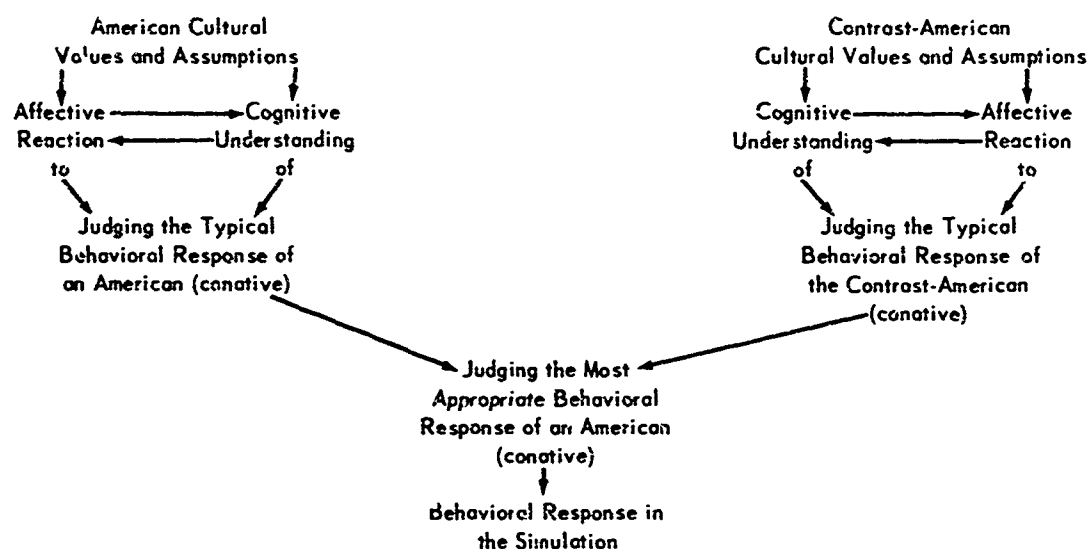 American Cultural
Values and Assumptions
Affective
Cognitive
Reaction
Understanding
to
of
Judging the Typical
Behavioral Response of
an American (conative)
Contrast-American
Cultural Values and Assumptions
Cognitive
Affective
Understanding
Reaction
of
to
Judging the Typical
Behavioral Response of
the Contrast-American
(conative)
Judging the Most
Appropriate Behavioral
Response of an American
(conative)
Behavioral Response in
the Simulation